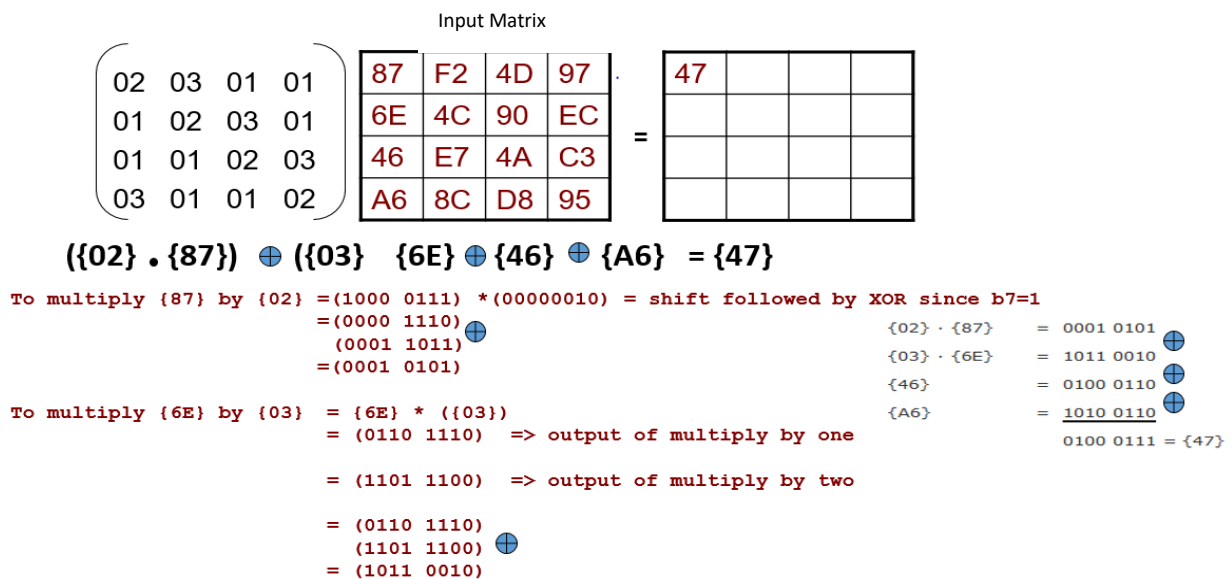 Input Matrix
02 03 01 01
01 02 03 01
01 01 02 03
03 01 01 02
87 F2 4D 97
6E 4C 90 EC
46 E7 4A C3
A6 8C D8 95
=
47
({02} . {87}) ⊕ ({03} {6E} ⊕ {46} ⊕ {A6} = {47}
To multiply {87} by {02} =(1000 0111) *(00000010) = shift followed by XOR since b7=1
=(0000 1110) ⊕
(0001 1011)
=(0001 0101)
To multiply {6E} by {03} = {6E} * ({03})
= (0110 1110) => output of multiply by one
= (1101 1100) => output of multiply by two
= (0110 1110)
(1101 1100) ⊕
= (1011 0010)
{02} · {87} = 0001 0101 ⊕
{03} · {6E} = 1011 0010 ⊕
{46} = 0100 0110 ⊕
{A6} = 1010 0110
0100 0111 = {47}